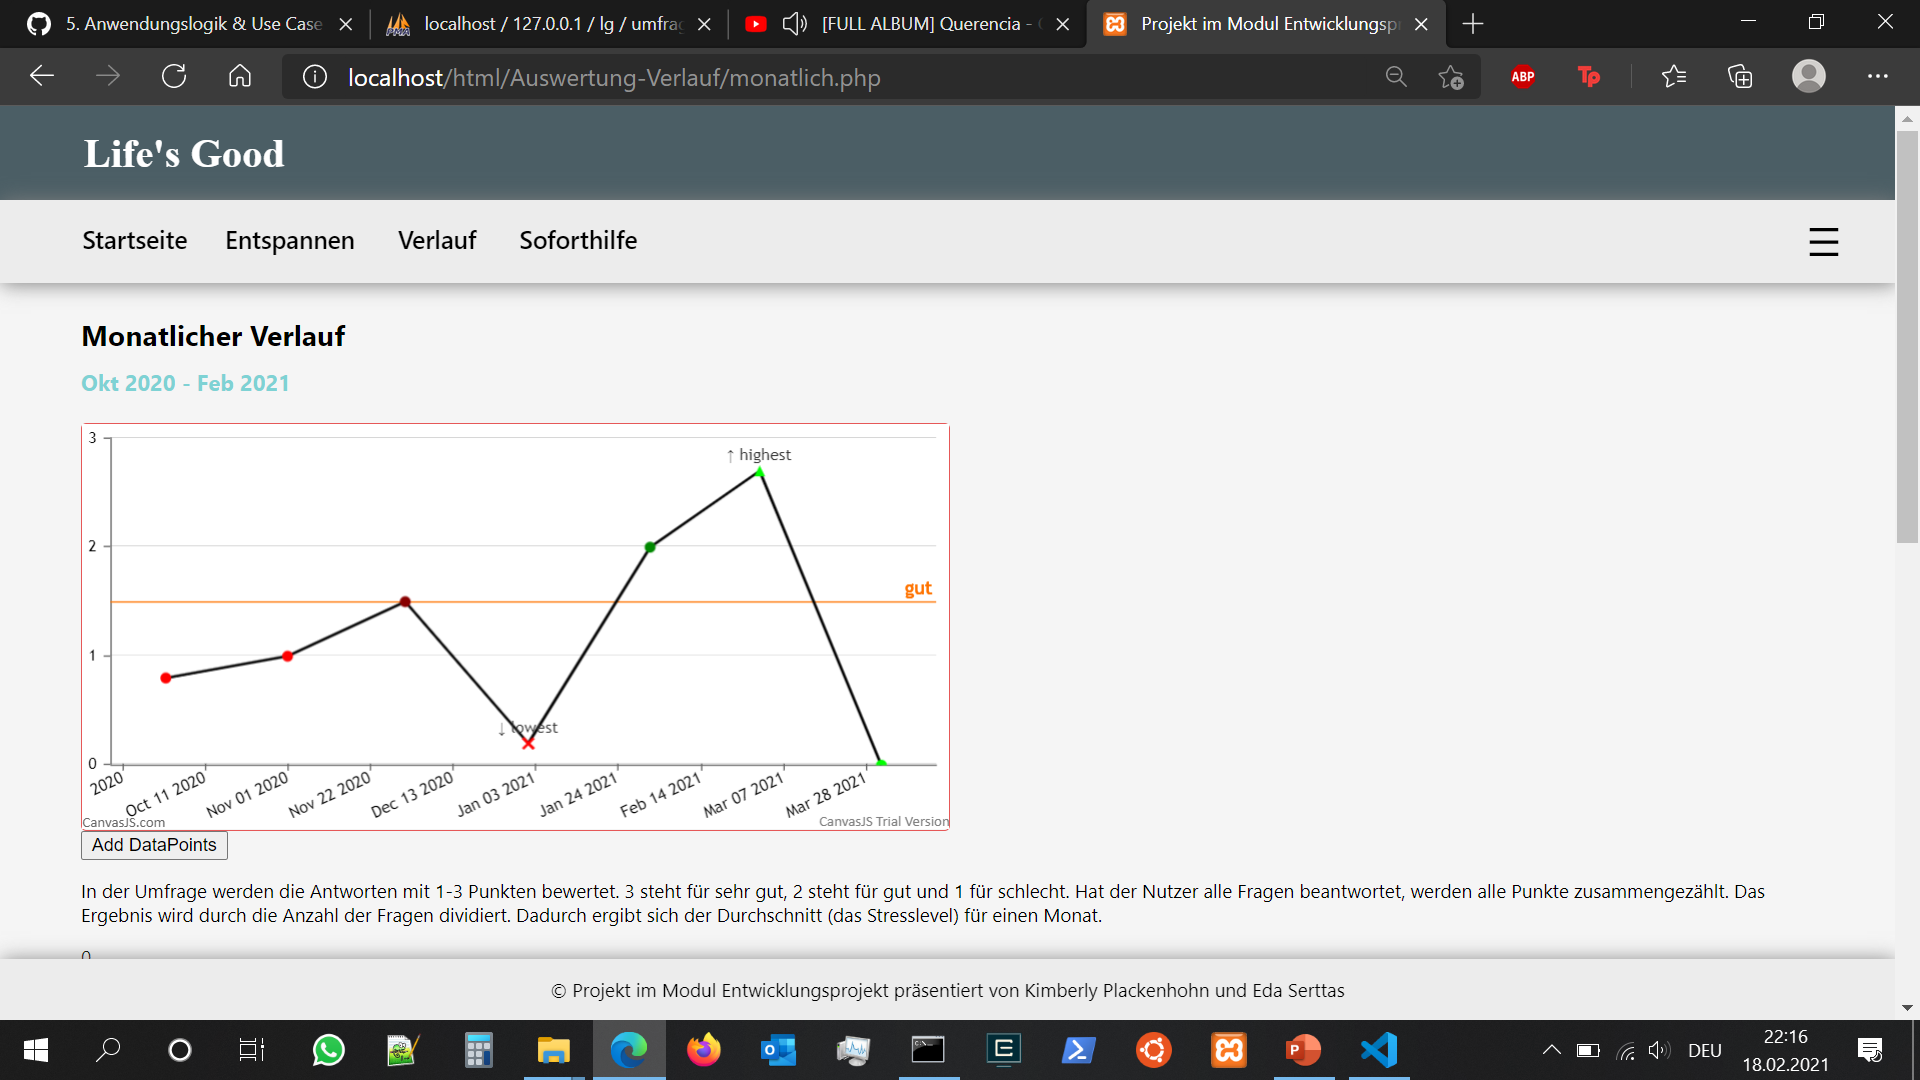 5. Anwendungslogik & Use Case
localhost / 127.0.0.1 / lg / umfra
[FULL ALBUM] Querencia -
Projekt im Modul Entwicklungsp
localhost/html/Auswertung-Verlauf/monatlich.php
ABP
Tp
Life's Good
Startseite Entspannen Verlauf Soforthilfe
Monatlicher Verlauf
Okt 2020 - Feb 2021
3
↑ highest
2
gut
1
↓ lowest
0
2020
Oct 11 2020
Nov 01 2020
Nov 22 2020
Dec 13 2020
Jan 03 2021
Jan 24 2021
Feb 14 2021
Mar 07 2021
Mar 28 2021
CanvasJS.com
CanvasJS Trial Version
Add DataPoints
In der Umfrage werden die Antworten mit 1-3 Punkten bewertet. 3 steht für sehr gut, 2 steht für gut und 1 für schlecht. Hat der Nutzer alle Fragen beantwortet, werden alle Punkte zusammengezählt. Das
Ergebnis wird durch die Anzahl der Fragen dividiert. Dadurch ergibt sich der Durchschnitt (das Stresslevel) für einen Monat.
© Projekt im Modul Entwicklungsprojekt präsentiert von Kimberly Plackenhohn und Eda Serttas
DEU
22:16
18.02.2021